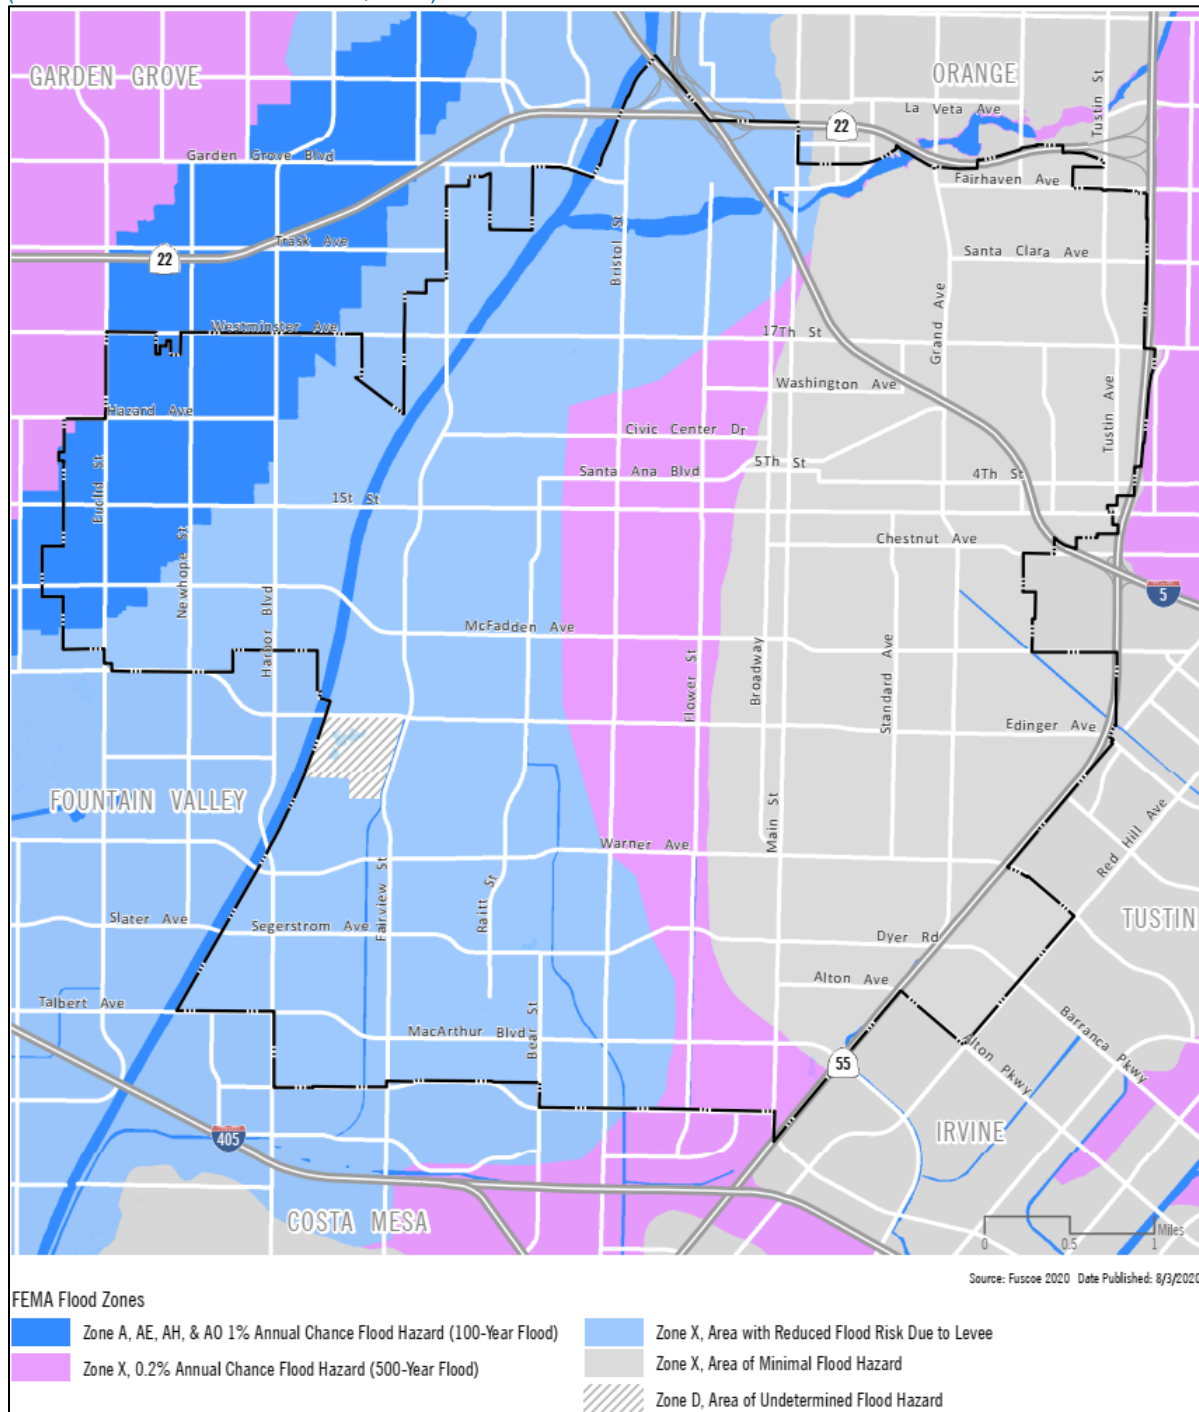 GARDEN GROVE
ORANGE
Tustin St
La Veta Ave
22
Garden Grove Blvd
Fairhaven Ave
Bristol St
Trask Ave
22
Santa Clara Ave
Grand Ave
Westminster Ave
17Th St
Washington Ave
Tustin Ave
Hazard Ave
Civic Center Dr
5Th St
Santa Ana Blvd
4Th St
Euclid St
1St St
Newhope St
Chestnut Ave
5
Harbor Blvd
McFadden Ave
Flower St
Broadway
Standard Ave
Edinger Ave
FOUNTAIN VALLEY
Main St
Red Hill Ave
Warner Ave
Fairview St
Raitt St
Slater Ave
Segerstrom Ave
TUSTIN
Dyer Rd
Alton Ave
Talbert Ave
MacArthur Blvd
Bear St
Barranca Pkwy
Alton Pkwy
55
405
IRVINE
COSTA MESA
Miles
0 0.5 1
Source: Fuscoe 2020 Date Published: 8/3/2020
FEMA Flood Zones
Zone A, AE, AH, & AO 1% Annual Chance Flood Hazard (100-Year Flood)
Zone X, 0.2% Annual Chance Flood Hazard (500-Year Flood)
Zone X, Area with Reduced Flood Risk Due to Levee
Zone X, Area of Minimal Flood Hazard
Zone D, Area of Undetermined Flood Hazard